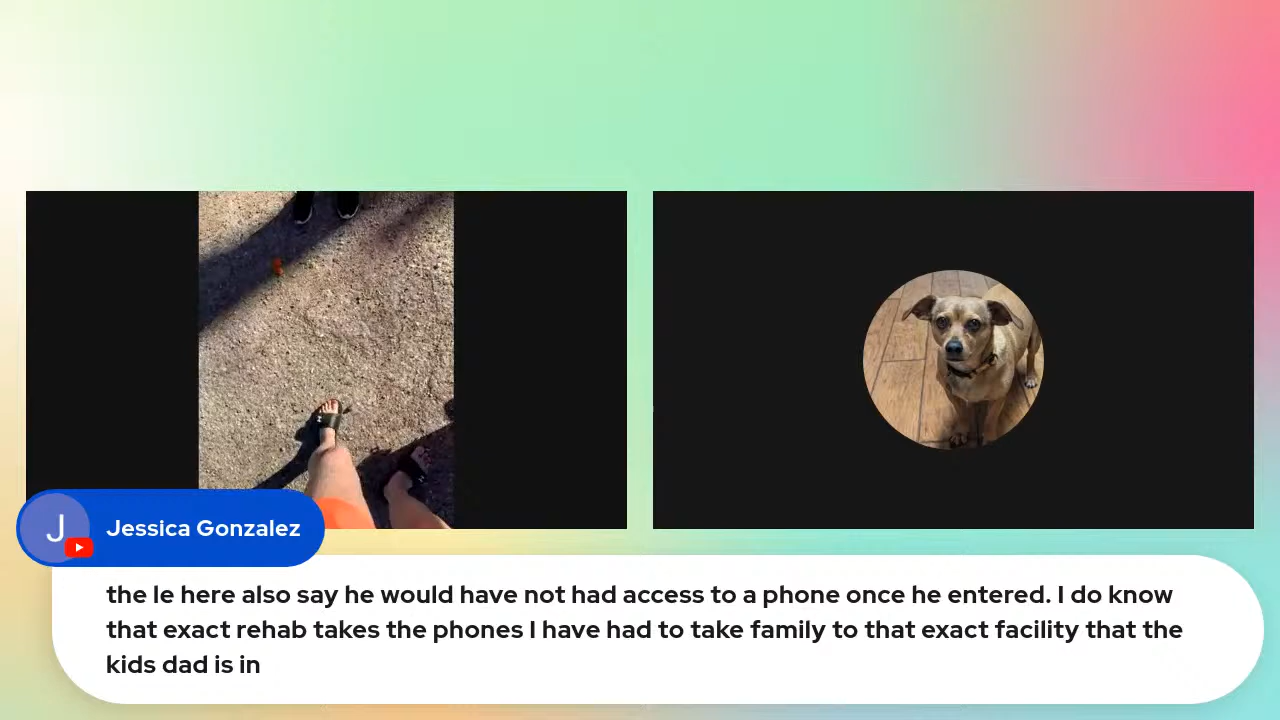 J
Jessica Gonzalez
the le here also say he would have not had access to a phone once he entered. I do know
that exact rehab takes the phones I have had to take family to that exact facility that the
kids dad is in